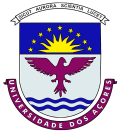 SICUT AURORA SCIENTIA LUCET
UNIVERSIDADE DOS AÇORES